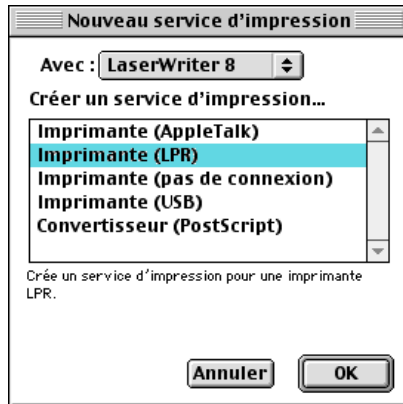 Nouveau service d'impression
Avec : LaserWriter 8
Créer un service d'impression...
Imprimante (AppleTalk)
Imprimante (LPR)
Imprimante (pas de connexion)
Imprimante (USB)
Convertisseur (PostScript)
Crée un service d'impression pour une imprimante
LPR.
Annuler OK